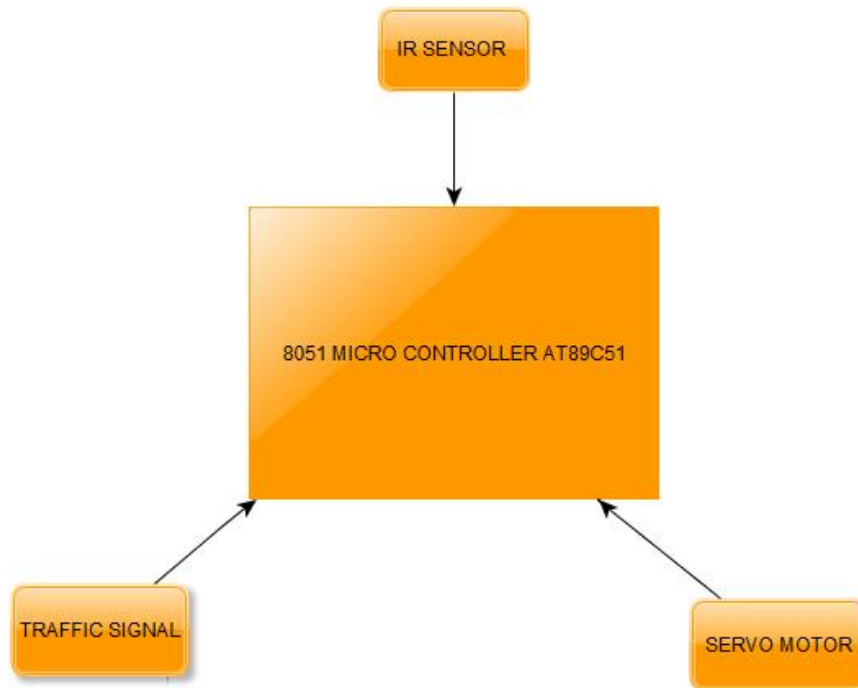 IR SENSOR
8051 MICRO CONTROLLER AT89C51
TRAFFIC SIGNAL
SERVO MOTOR